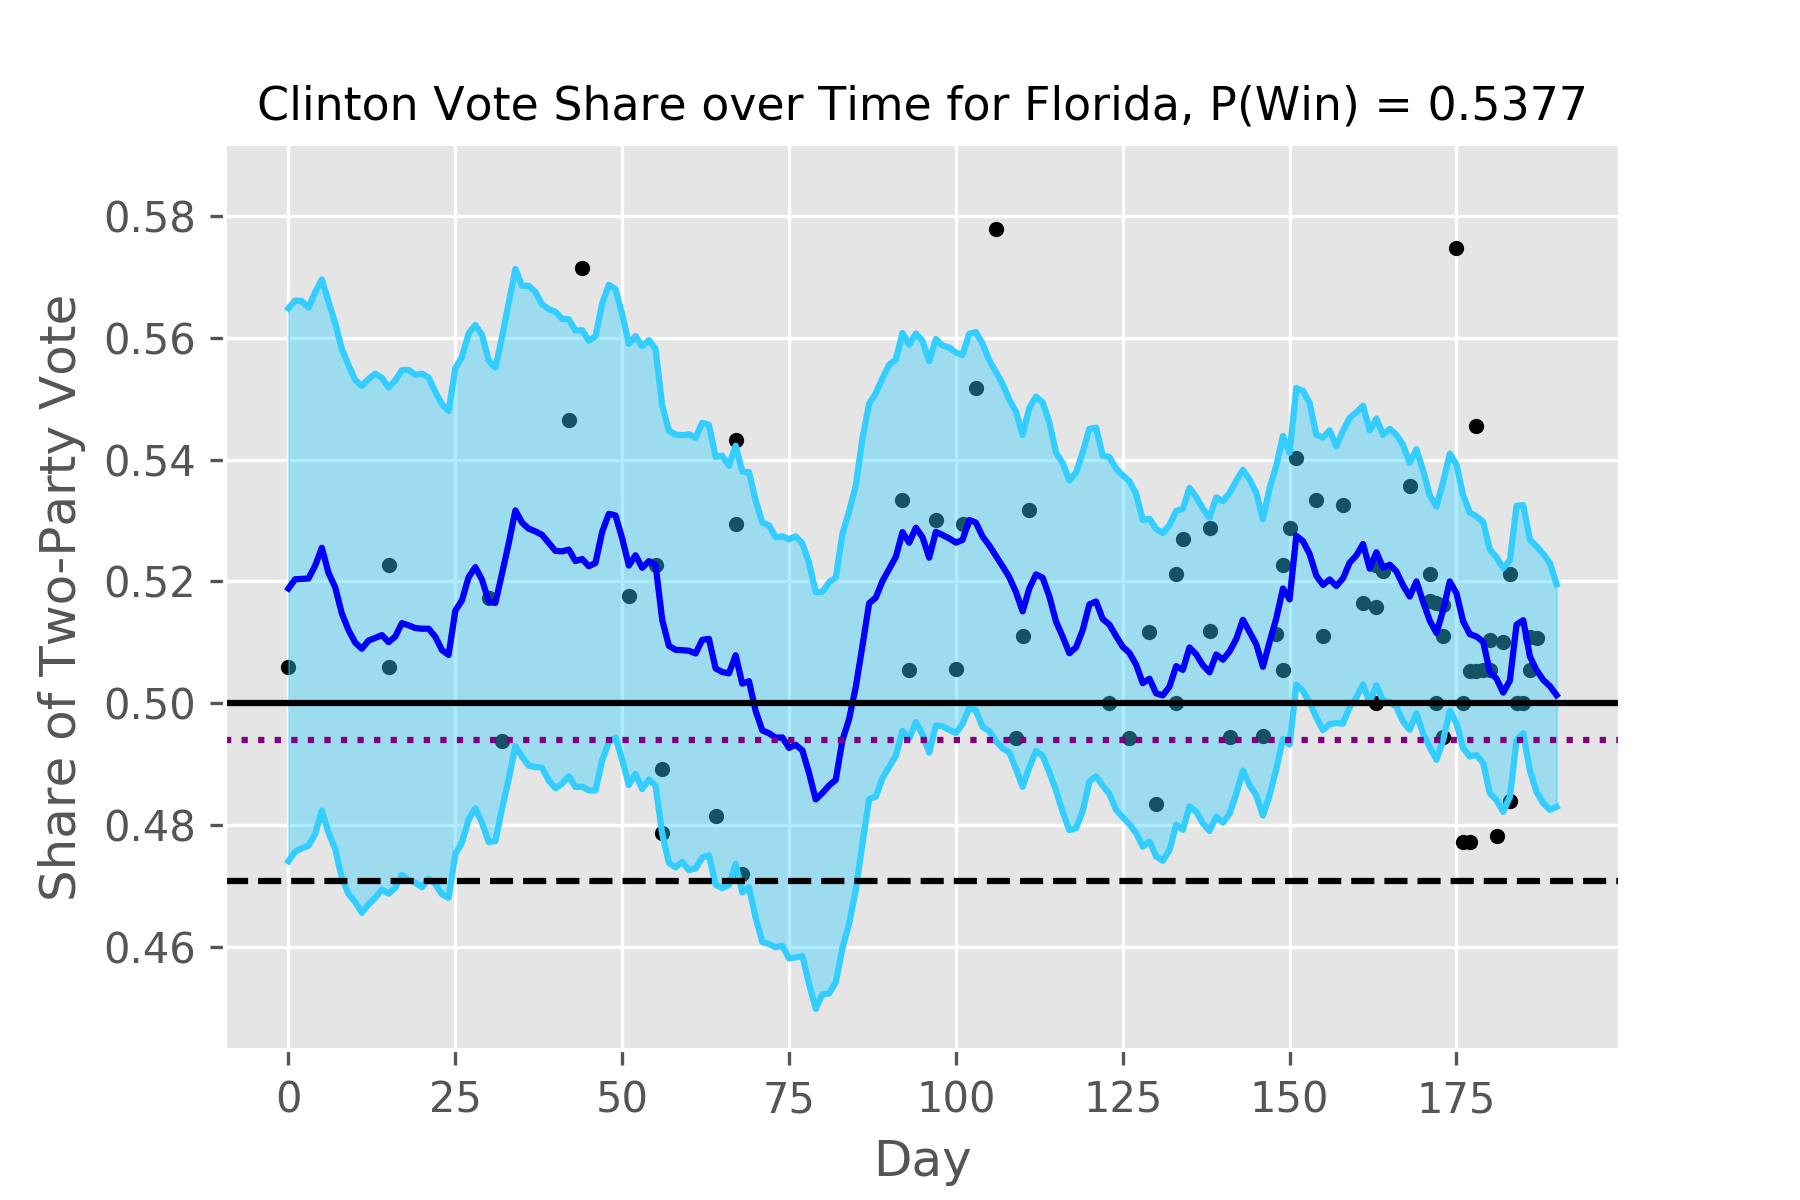 Clinton Vote Share over Time for Florida, P(Win) = 0.5377
Share of Two-Party Vote
0.58
0.56
0.54
0.52
0.50
0.48
0.46
0 25 50 75 100 125 150 175
Day